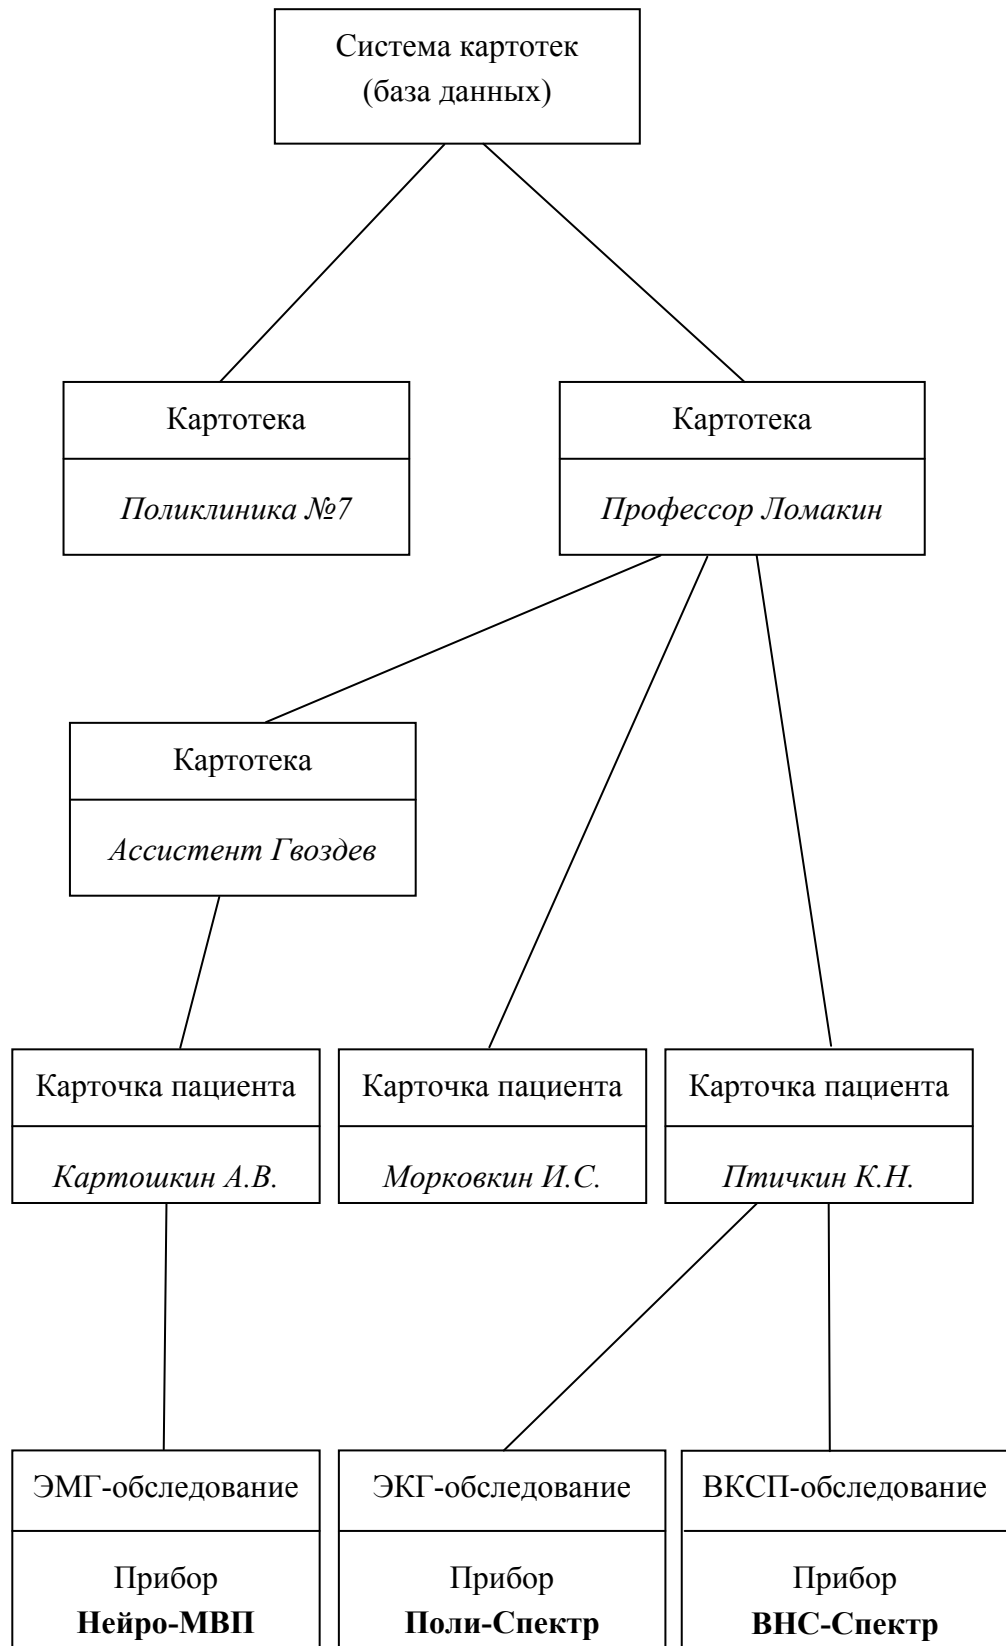 Система картотек
(база данных)
Картотека
Поликлиника №7
Картотека
Профессор Ломакин
Картотека
Ассистент Гвоздев
Карточка пациента
Картошкин А.В.
Карточка пациента
Морковкин И.С.
Карточка пациента
Птичкин К.Н.
ЭМГ-обследование
Прибор
Нейро-МВП
ЭКГ-обследование
Прибор
Поли-Спектр
ВКСП-обследование
Прибор
ВНС-Спектр